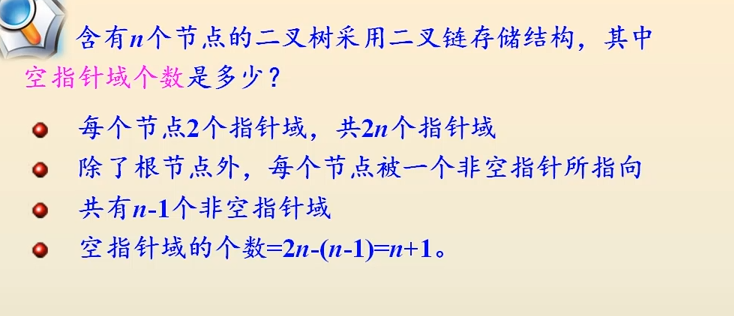 含有n个节点的二叉树采用二叉链存储结构，其中
空指针域个数是多少？
每个节点2个指针域，共2n个指针域
除了根节点外，每个节点被一个非空指针所指向
共有n-1个非空指针域
空指针域的个数=2n-(n-1)=n+1。